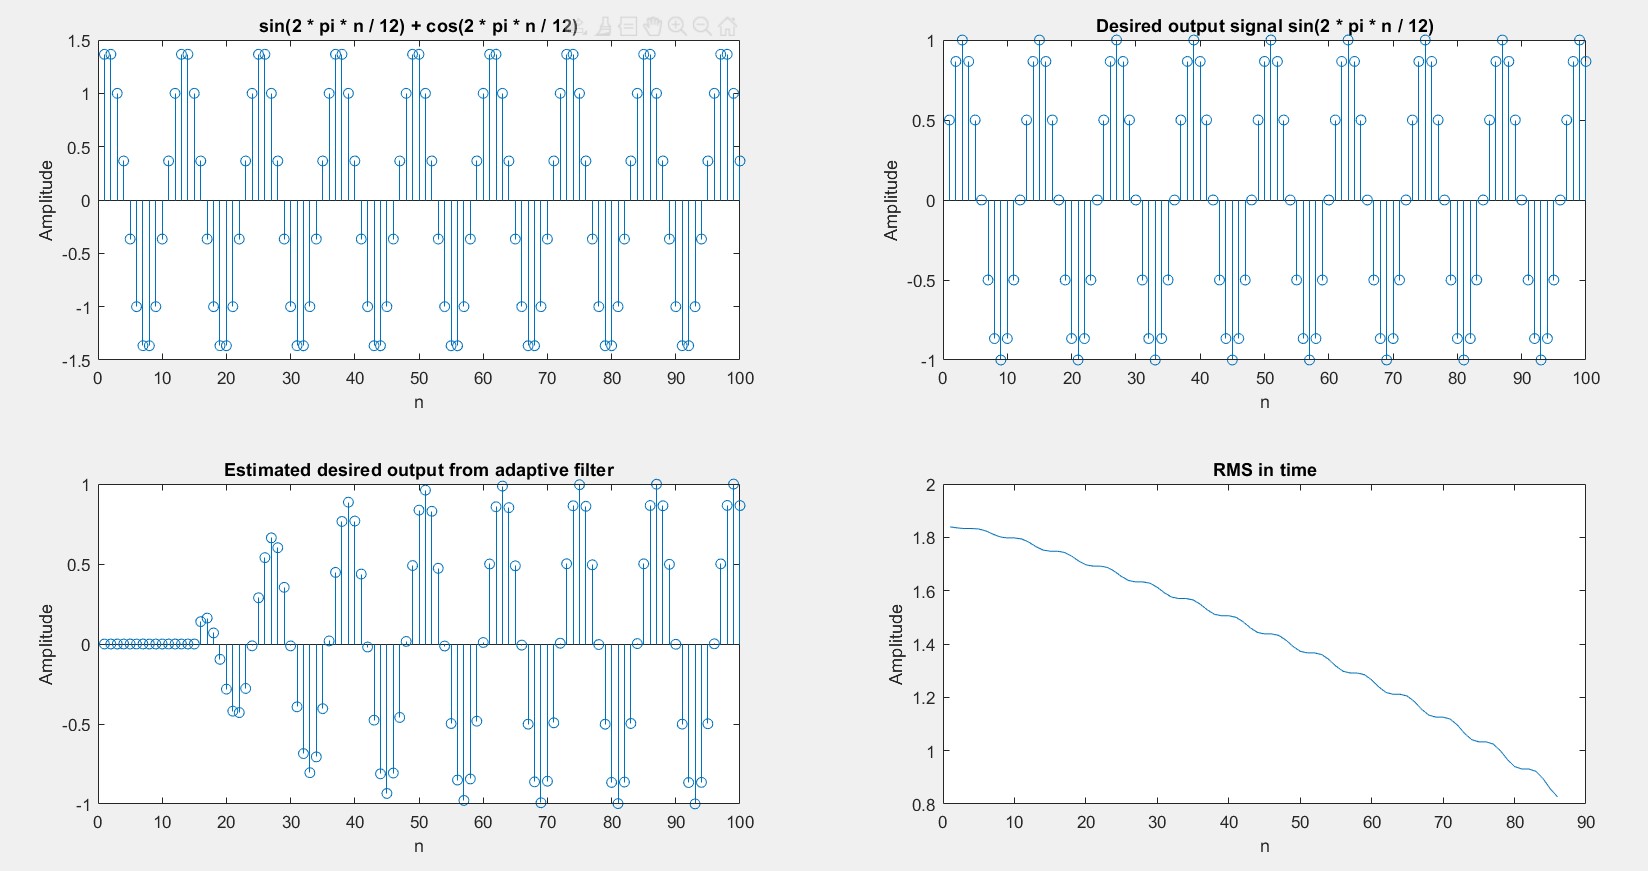 sin(2 * pi * n / 12) + cos(2 * pi * n / 12)
1.5
1
0.5
0
-0.5
-1
-1.5
Amplitude
0 10 20 30 40 50 60 70 80 90 100
n
Desired output signal sin(2 * pi * n / 12)
1
0.5
0
-0.5
-1
Amplitude
0 10 20 30 40 50 60 70 80 90 100
n
Estimated desired output from adaptive filter
1
0.5
0
-0.5
-1
Amplitude
0 10 20 30 40 50 60 70 80 90 100
n
RMS in time
2
1.8
1.6
1.4
1.2
1
0.8
Amplitude
0 10 20 30 40 50 60 70 80 90
n